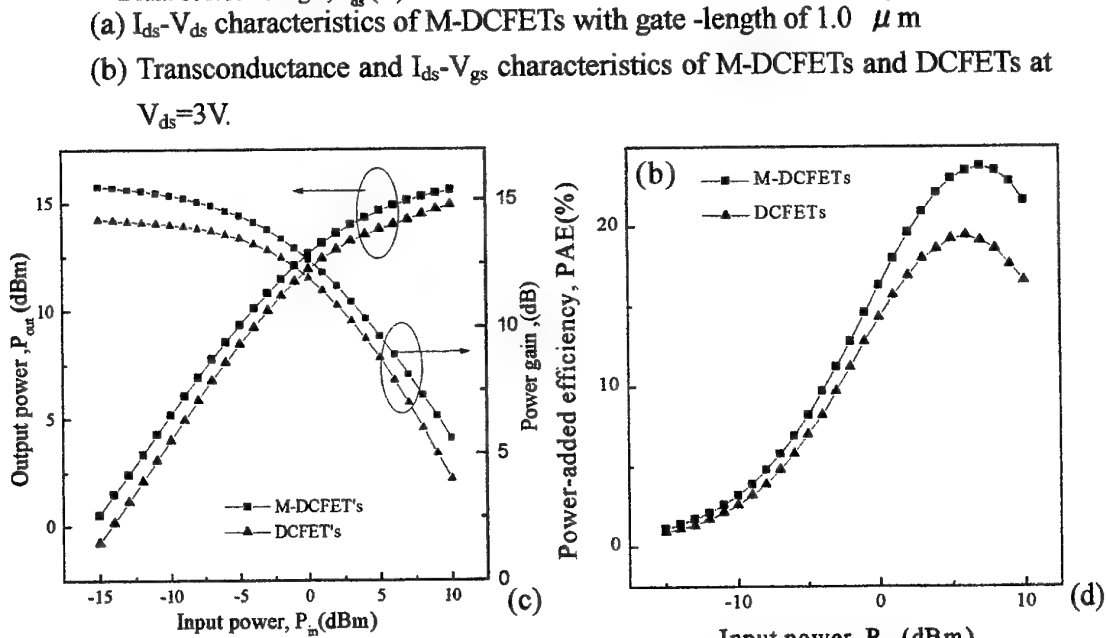 (a) Ids-Vds characteristics of M-DCFETs with gate -length of 1.0 μm
(b) Transconductance and Ids-Vgs characteristics of M-DCFETs and DCFETs at
Vds=3V.
15
10
5
0
Output power ,Pout (dBm)
-15
-10
-5
0
5
10
Input power, Pin(dBm)
15
10
5
0
Power gain ,(dB)
M-DCFET's
DCFET's
(c)
(b)
M-DCFETs
DCFETs
20
10
0
Power-added efficiency, PAE(%)
-10
0
10
(d)
Input power, P (dBm)